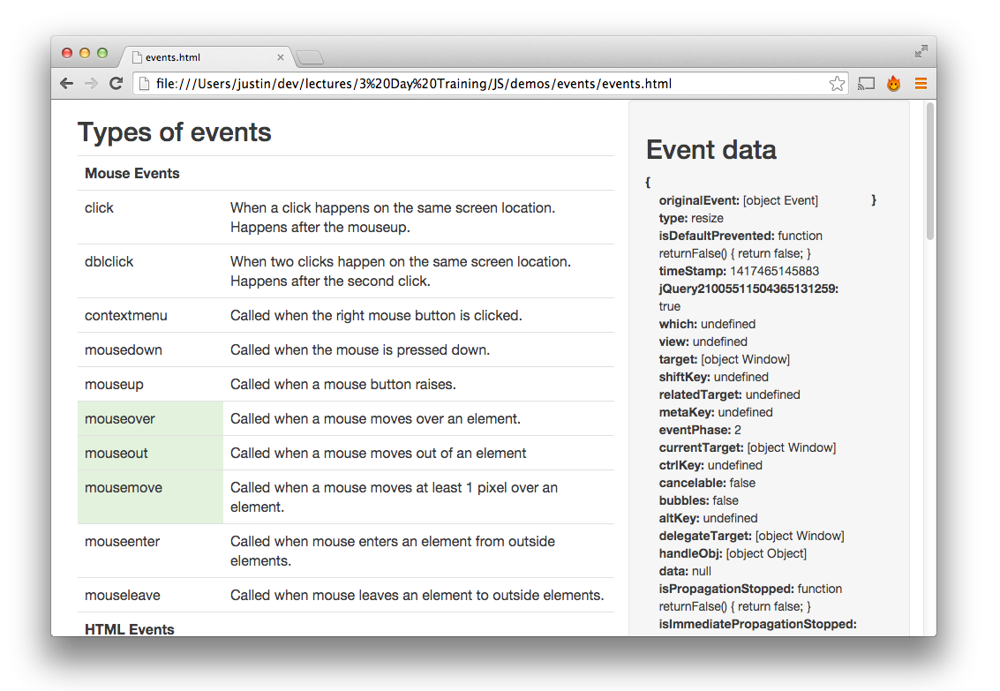 events.html
file:///Users/justin/dev/lectures/3%20Day%20Training/JS/demos/events/events.html
Types of events
Mouse Events
click
When a click happens on the same screen location.
Happens after the mouseup.
dblclick
When two clicks happen on the same screen location.
Happens after the second click.
contextmenu
Called when the right mouse button is clicked.
mousedown
Called when the mouse is pressed down.
mouseup
Called when a mouse button raises.
mouseover
Called when a mouse moves over an element.
mouseout
Called when a mouse moves out of an element
mousemove
Called when a mouse moves at least 1 pixel over an
element.
mouseenter
Called when mouse enters an element from outside
elements.
mouseleave
Called when mouse leaves an element to outside elements.
HTML Events
Event data
{
originalEvent: [object Event]
}
type: resize
isDefaultPrevented: function
returnFalse() { return false; }
timeStamp: 1417465145883
jQuery21005511504365131259:
true
which: undefined
view: undefined
target: [object Window]
shiftKey: undefined
relatedTarget: undefined
metaKey: undefined
eventPhase: 2
currentTarget: [object Window]
ctrlKey: undefined
cancelable: false
bubbles: false
altKey: undefined
delegateTarget: [object Window]
handleObj: [object Object]
data: null
isPropagationStopped: function
returnFalse() { return false; }
isImmediatePropagationStopped: